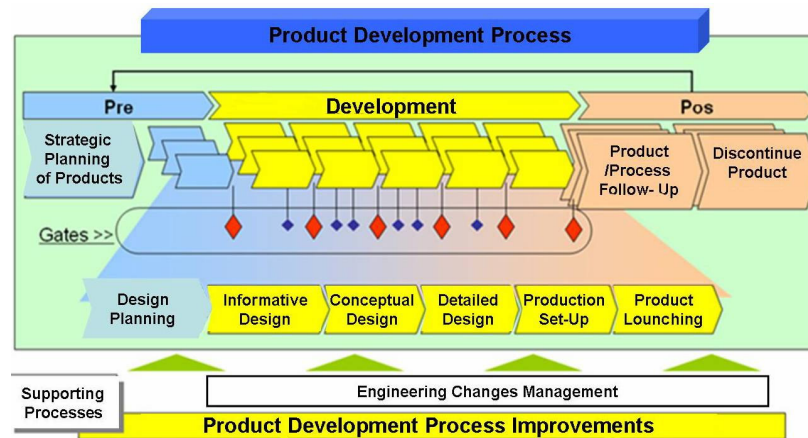 Product Development Process
Pre
Development
Pos
Strategic
Planning
of Products
Product
/Process
Follow- Up
Discontinue
Product
Gates >>
Design
Planning
Informative
Design
Conceptual
Design
Detailed
Design
Production
Set-Up
Product
Lounching
Supporting
Processes
Engineering Changes Management
Product Development Process Improvements